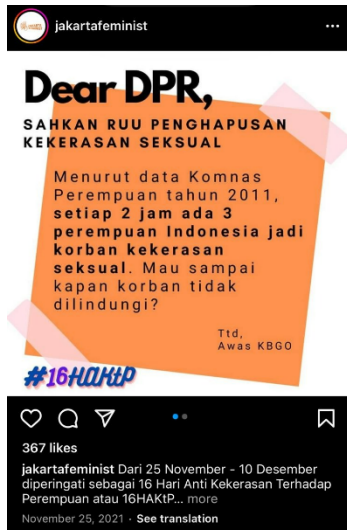 jakartafeminist
Dear DPR,
SAHKAN RUU PENGHAPUSAN
KEKERASAN SEKSUAL
Menurut data Komnas
Perempuan tahun 2011,
setiap 2 jam ada 3
perempuan Indonesia jadi
korban kekerasan
seksual. Mau sampai
kapan korban tidak
dilindungi?
Ttd,
Awas KBGO
#16HAKtP
367 likes
jakartafeminist Dari 25 November - 10 Desember
diperingati sebagai 16 Hari Anti Kekerasan Terhadap
Perempuan atau 16HAKtP... more
November 25, 2021 · See translation